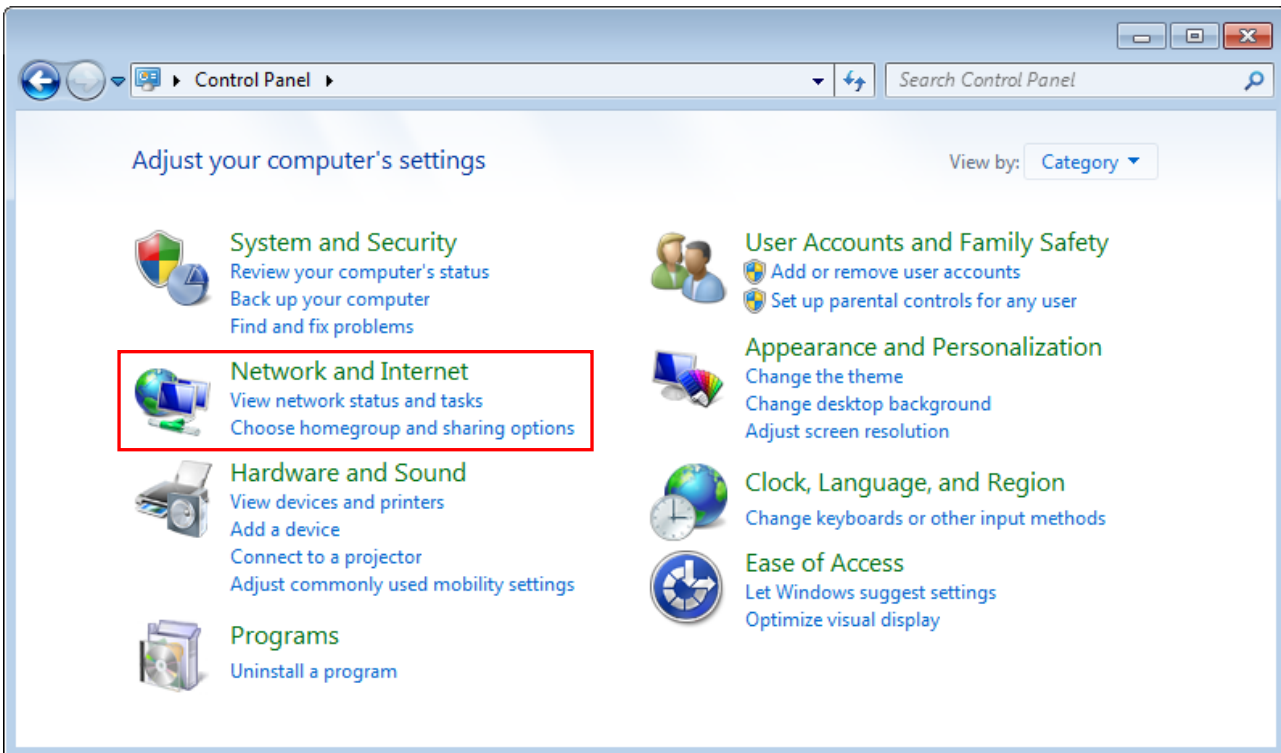 Control Panel
Search Control Panel
Adjust your computer's settings
View by: Category
System and Security
Review your computer's status
Back up your computer
Find and fix problems
Network and Internet
View network status and tasks
Choose homegroup and sharing options
Hardware and Sound
View devices and printers
Add a device
Connect to a projector
Adjust commonly used mobility settings
Programs
Uninstall a program
User Accounts and Family Safety
Add or remove user accounts
Set up parental controls for any user
Appearance and Personalization
Change the theme
Change desktop background
Adjust screen resolution
Clock, Language, and Region
Change keyboards or other input methods
Ease of Access
Let Windows suggest settings
Optimize visual display